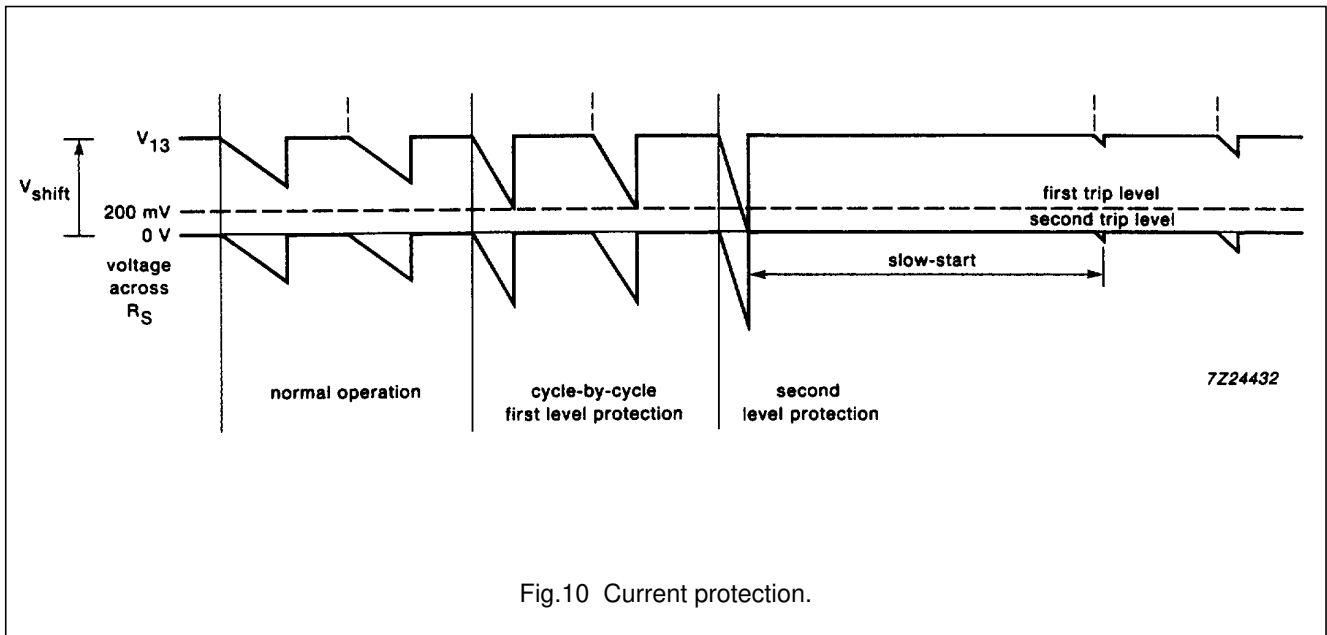 V13
Vshift
200 mV
0 V
voltage
across
RS
first trip level
second trip level
slow-start
normal operation
cycle-by-cycle
first level protection
second
level protection
7Z24432
Fig.10 Current protection.